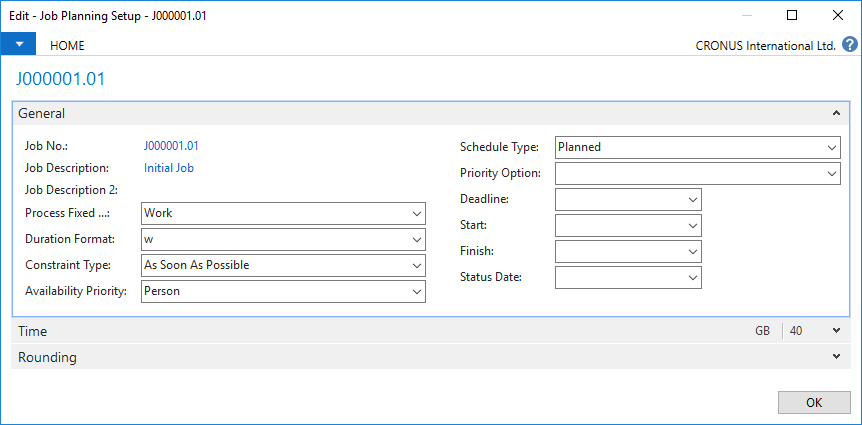 Edit - Job Planning Setup - J000001.01
HOME
CRONUS International Ltd. ?
J000001.01
General
Job No.: J000001.01
Job Description: Initial Job
Job Description 2:
Process Fixed ...: Work
Duration Format: w
Constraint Type: As Soon As Possible
Availability Priority: Person
Schedule Type: Planned
Priority Option:
Deadline:
Start:
Finish:
Status Date:
Time GB 40
Rounding
OK